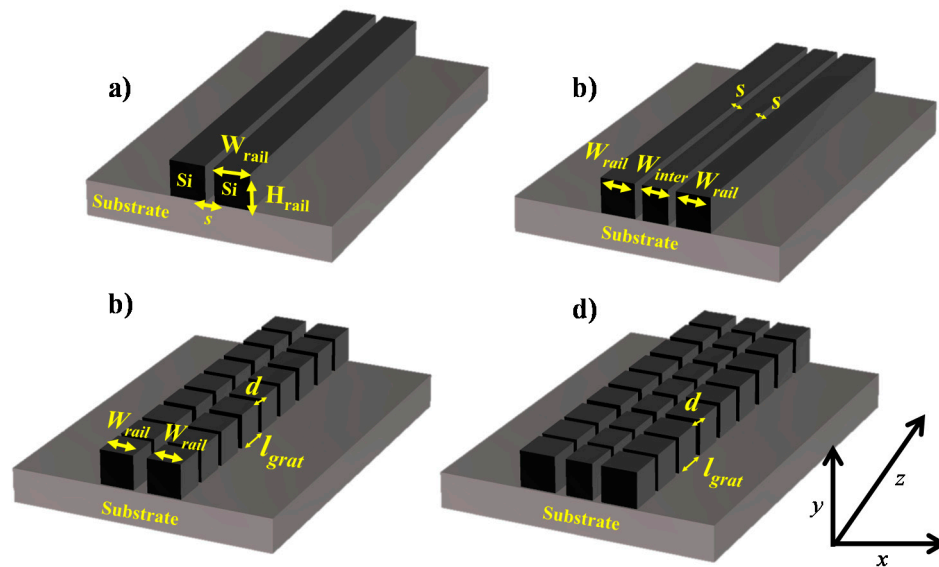 a)
W_rail
Si
Si
H_rail
s
Substrate
b)
s
s
W_rail
W_inter
W_rail
Substrate
b)
d
W_rail
W_rail
l_grat
Substrate
d)
d
l_grat
Substrate
y
z
x